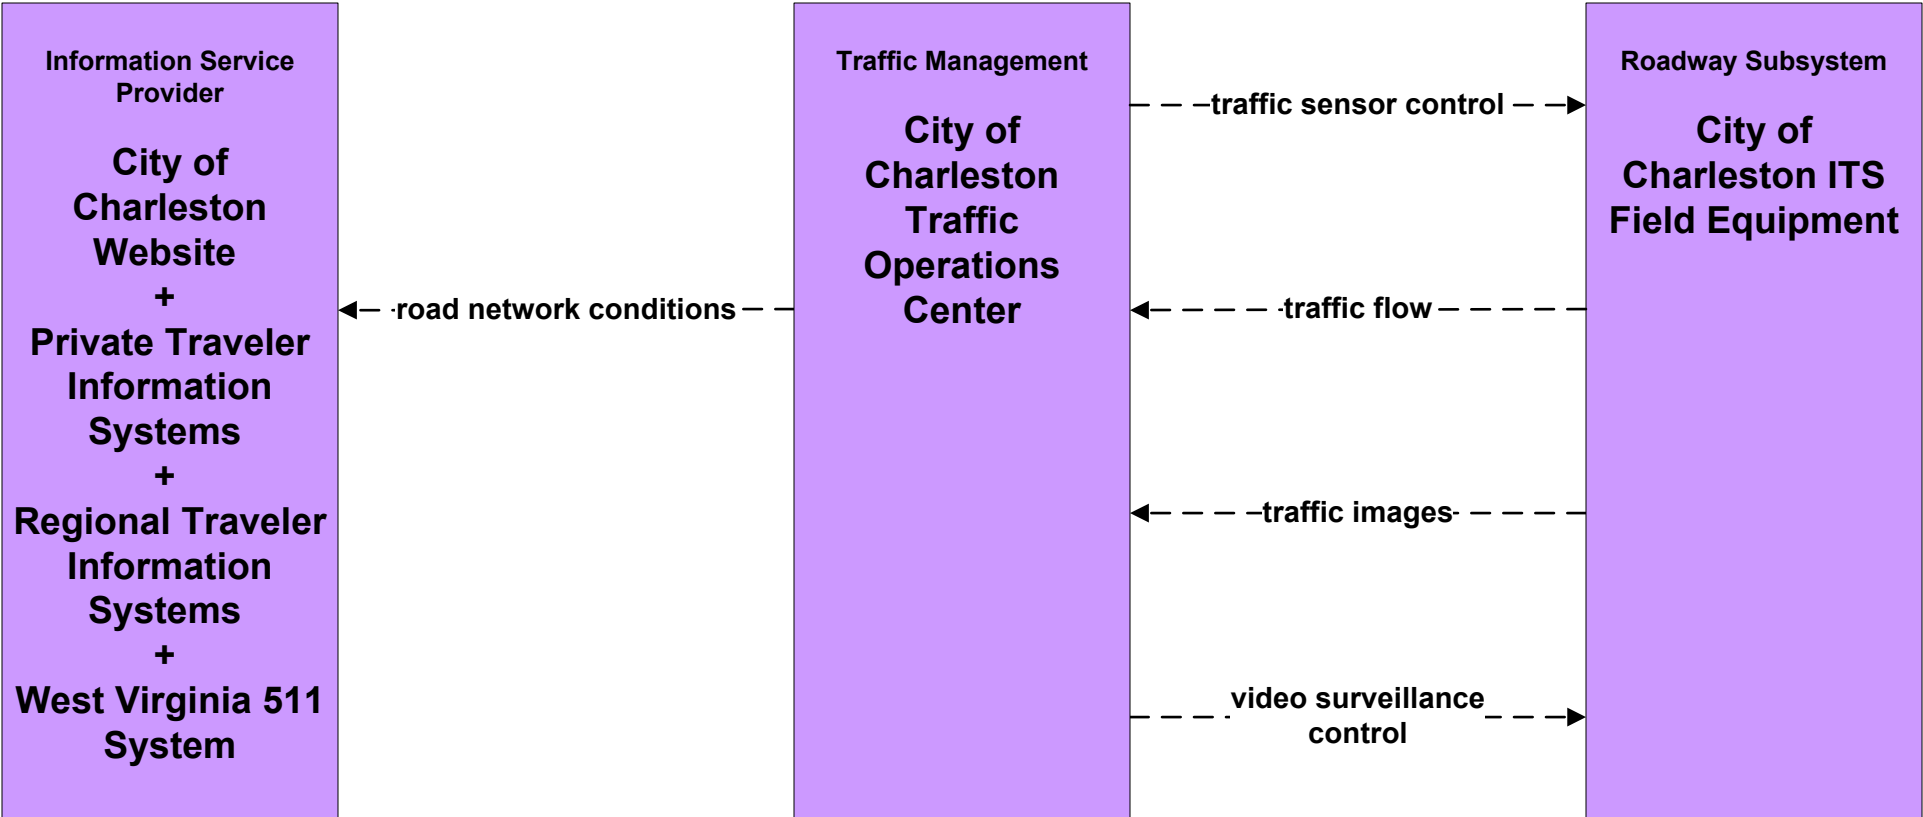 Information Service
Provider
City of
Charleston
Website
+
Private Traveler
Information
Systems
+
Regional Traveler
Information
Systems
+
West Virginia 511
System
road network conditions
Traffic Management
City of
Charleston
Traffic
Operations
Center
traffic sensor control
traffic flow
traffic images
video surveillance
control
Roadway Subsystem
City of
Charleston ITS
Field Equipment